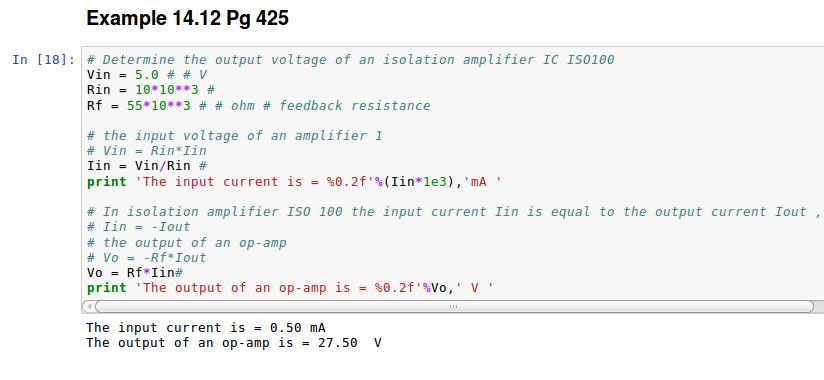 Example 14.12 Pg 425
In [18]: # Determine the output voltage of an isolation amplifier IC ISO100
Vin = 5.0 # # V
Rin = 10*10**3 #
Rf = 55*10**3 # # ohm # feedback resistance
# the input voltage of an amplifier 1
# Vin = Rin*Iin
Iin = Vin/Rin #
print 'The input current is = %0.2f'%(Iin*1e3),'mA '
# In isolation amplifier ISO 100 the input current Iin is equal to the output current Iout ,
# Iin = -Iout
# the output of an op-amp
# Vo = -Rf*Iout
Vo = Rf*Iin#
print 'The output of an op-amp is = %0.2f'%Vo,' V '
The input current is = 0.50 mA
The output of an op-amp is = 27.50  V